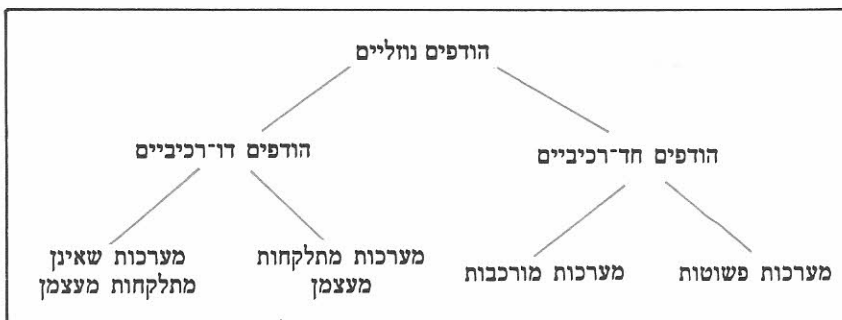 הודפים נוזליים
הודפים חד־רכיביים
הודפים דו־רכיביים
מערכות פשוטות
מערכות מורכבות
מערכות מתלקחות
מעצמן
מערכות שאינן
מתלקחות מעצמן